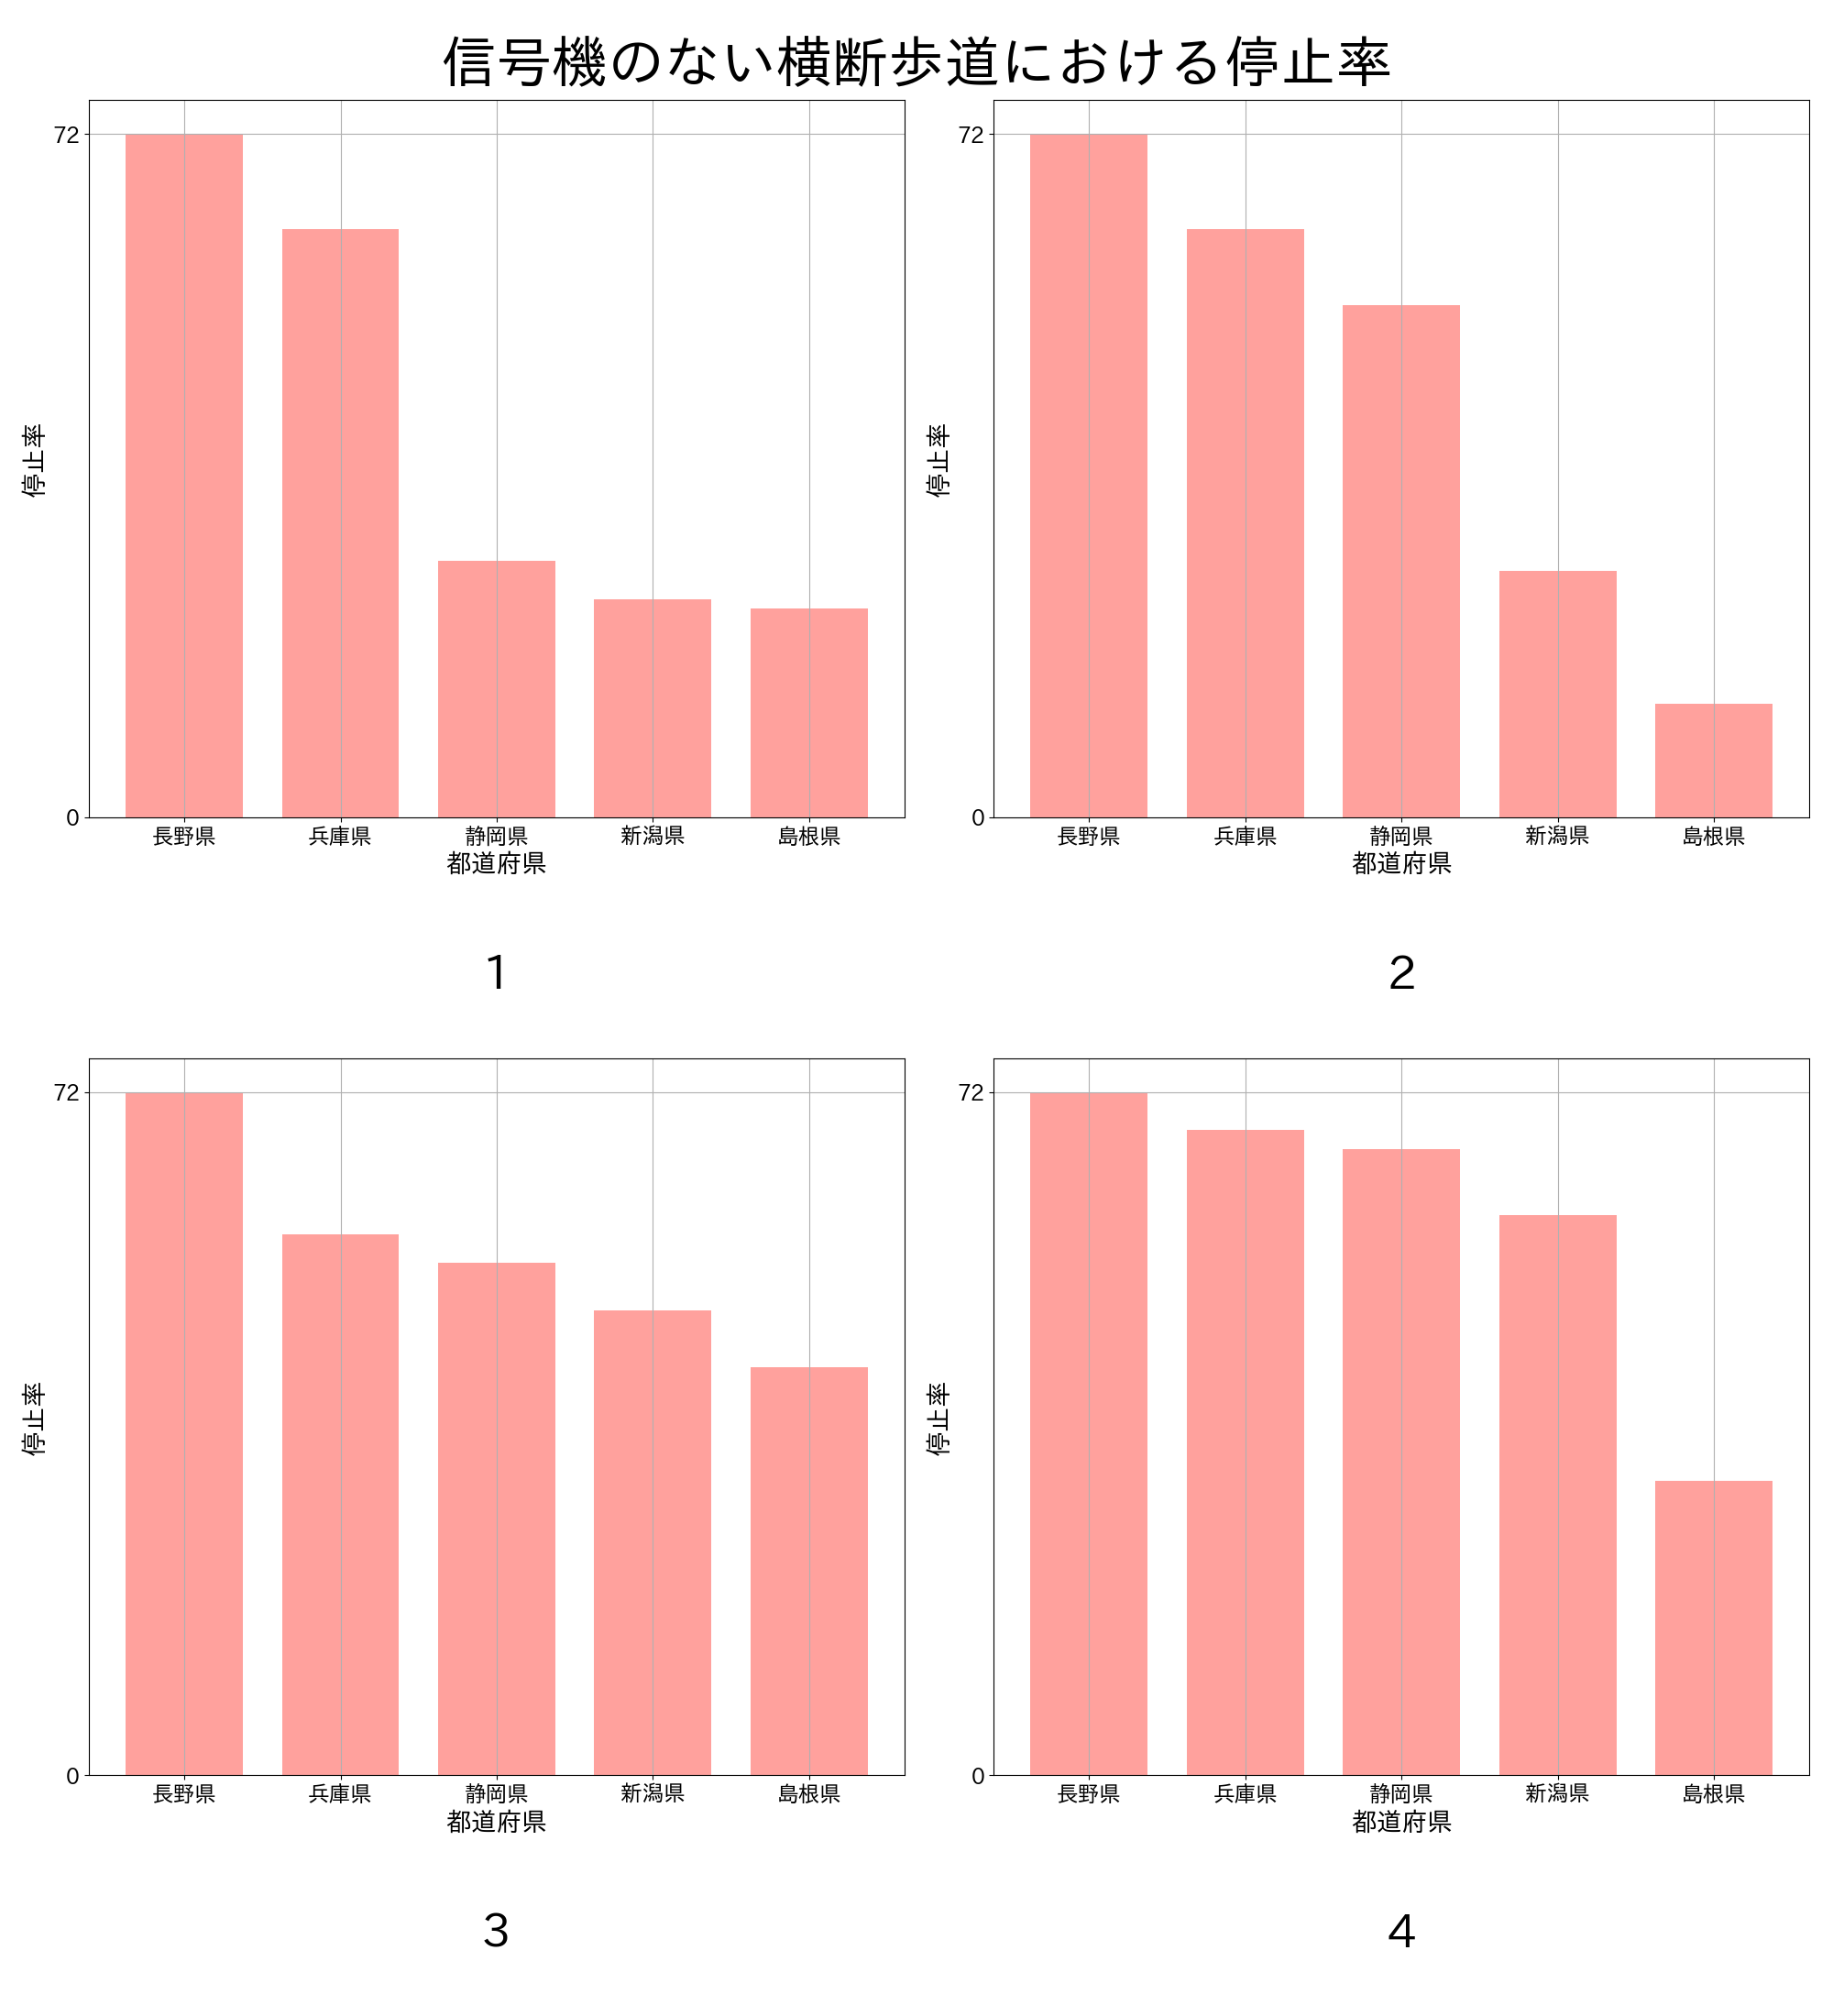 信号機のない横断歩道における停止率
72
0
停止率
長野県 兵庫県 静岡県 新潟県 島根県
都道府県
1
72
0
停止率
長野県 兵庫県 静岡県 新潟県 島根県
都道府県
2
72
0
停止率
長野県 兵庫県 静岡県 新潟県 島根県
都道府県
3
72
0
停止率
長野県 兵庫県 静岡県 新潟県 島根県
都道府県
4